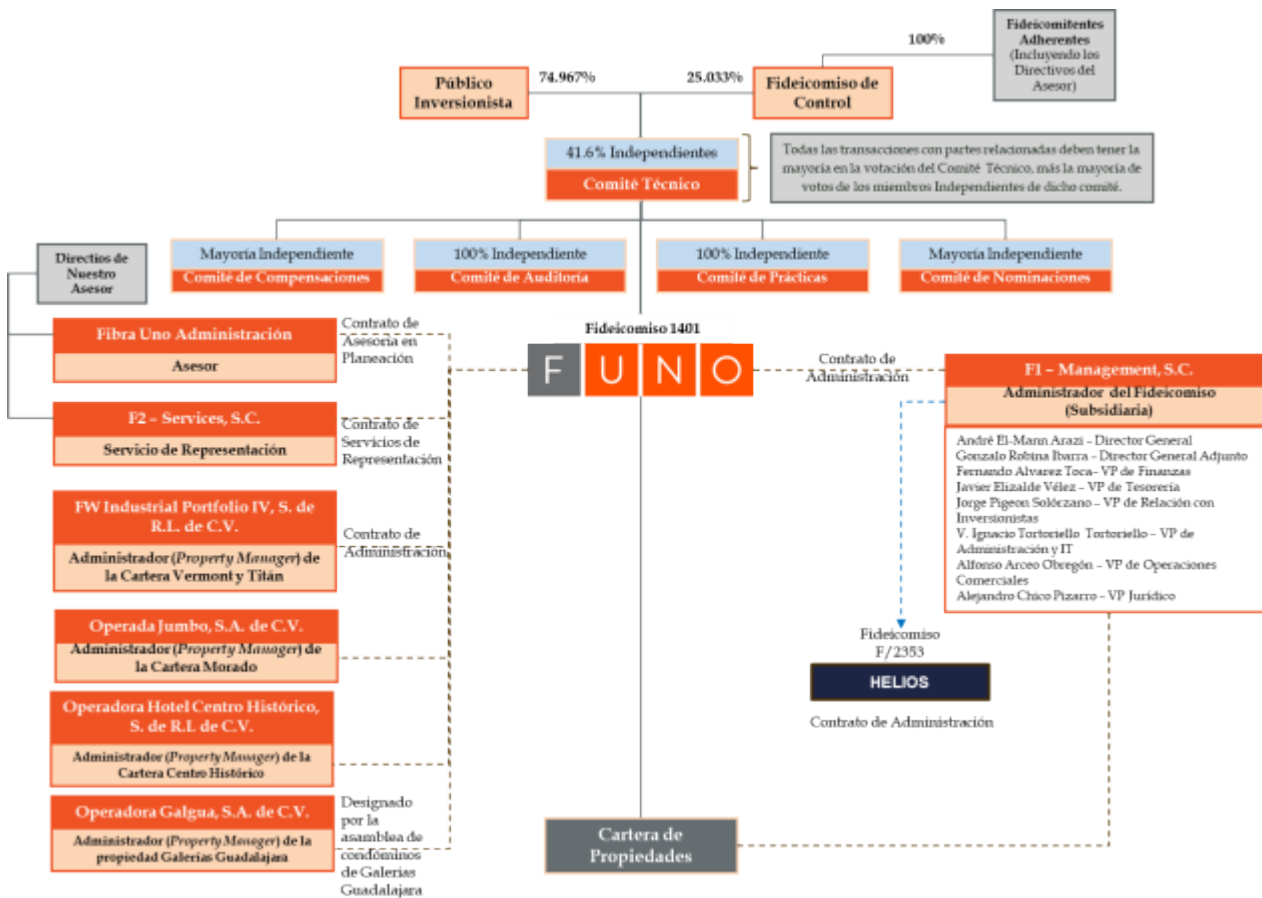 Fideicomitentes
Adherentes
(Incluyendo los
Directivos del
Asesor)
100%
Público
Inversionista
74.967%
25.033%
Fideicomiso de
Control
41.6% Independientes
Comité Técnico
Todas las transacciones con partes relacionadas deben tener la
mayoría en la votación del Comité Técnico, más la mayoría de
votos de los miembros Independientes de dicho comité.
Mayoría Independiente
Comité de Compensaciones
100% Independiente
Comité de Auditoría
100% Independiente
Comité de Prácticas
Mayoría Independiente
Comité de Nominaciones
Directios de
Nuestro
Asesor
Fibra Uno Administración
Asesor
Contrato de
Asesoría en
Planeación
F2 – Services, S.C.
Servicio de Representación
Contrato de
Servicios de
Representación
FW Industrial Portfolio IV, S. de
R.L. de C.V.
Administrador (Property Manager) de
la Cartera Vermont y Titán
Contrato de
Administración
Operada Jumbo, S.A. de C.V.
Administrador (Property Manager) de
la Cartera Morado
Operadora Hotel Centro Histórico,
S. de R.L de C.V.
Administrador (Property Manager) de la
Cartera Centro Histórico
Operadora Galgua, S.A. de C.V.
Administrador (Property Manager) de la
propiedad Galerías Guadalajara
Designado
por la
asamblea de
condóminos
de Galerías
Guadalajara
Fideicomiso 1401
FUNO
Contrato de
Administración
F1 – Management, S.C.
Administrador del Fideicomiso
(Subsidiaria)
André El-Mann Arazi – Director General
Gonzalo Robina Ibarra – Director General Adjunto
Fernando Alvarez Toca – VP de Finanzas
Javier Elizalde Vélez – VP de Tesorería
Jorge Pigeon Solórzano – VP de Relación con
Inversionistas
V. Ignacio Tortoriello Tortoriello – VP de
Administración y IT
Alfonso Arceo Obregón – VP de Operaciones
Comerciales
Alejandro Chico Pizarro – VP Jurídico
Fideicomiso
F/2353
HELIOS
Contrato de Administración
Cartera de
Propiedades